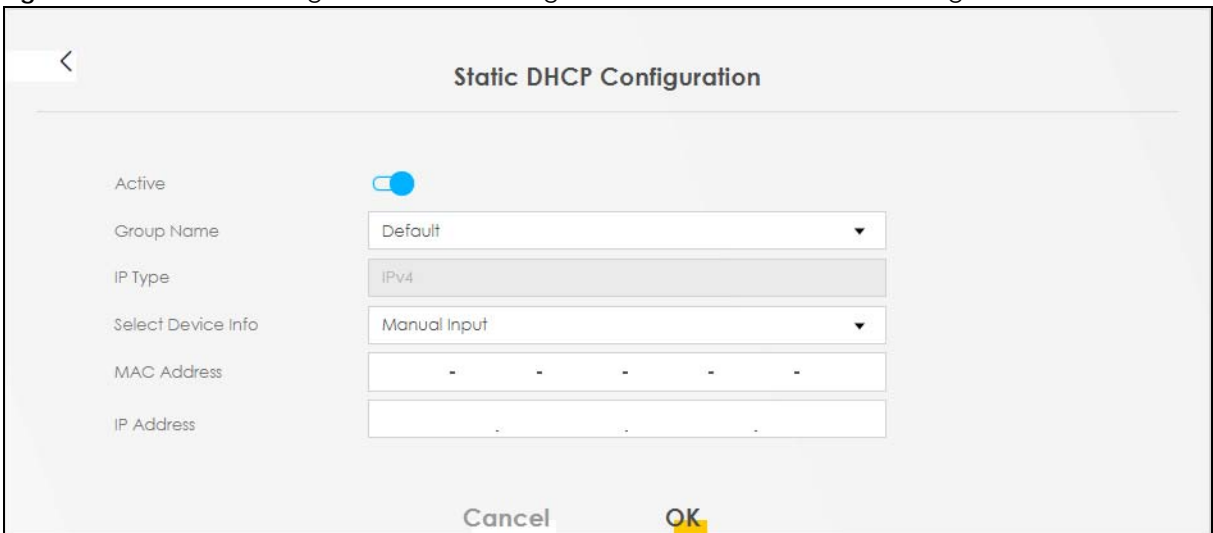 Static DHCP Configuration
Active
Group Name Default
IP Type IPv4
Select Device Info Manual Input
MAC Address - - - - -
IP Address . . .
Cancel OK